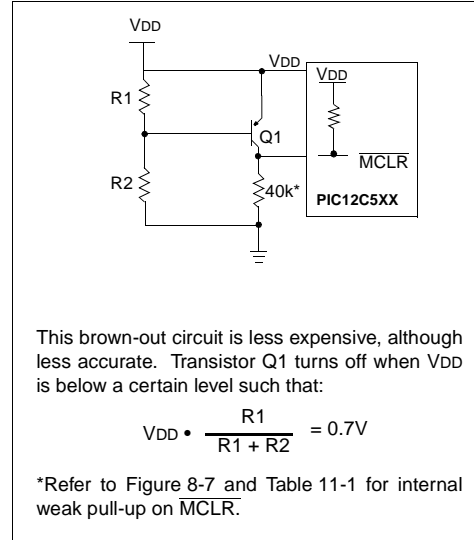 VDD
VDD
VDD
R1
Q1
MCLR
R2
40k*
PIC12C5XX
This brown-out circuit is less expensive, although
less accurate. Transistor Q1 turns off when VDD
is below a certain level such that:
VDD • R1 / R1 + R2 = 0.7V
*Refer to Figure 8-7 and Table 11-1 for internal
weak pull-up on MCLR.